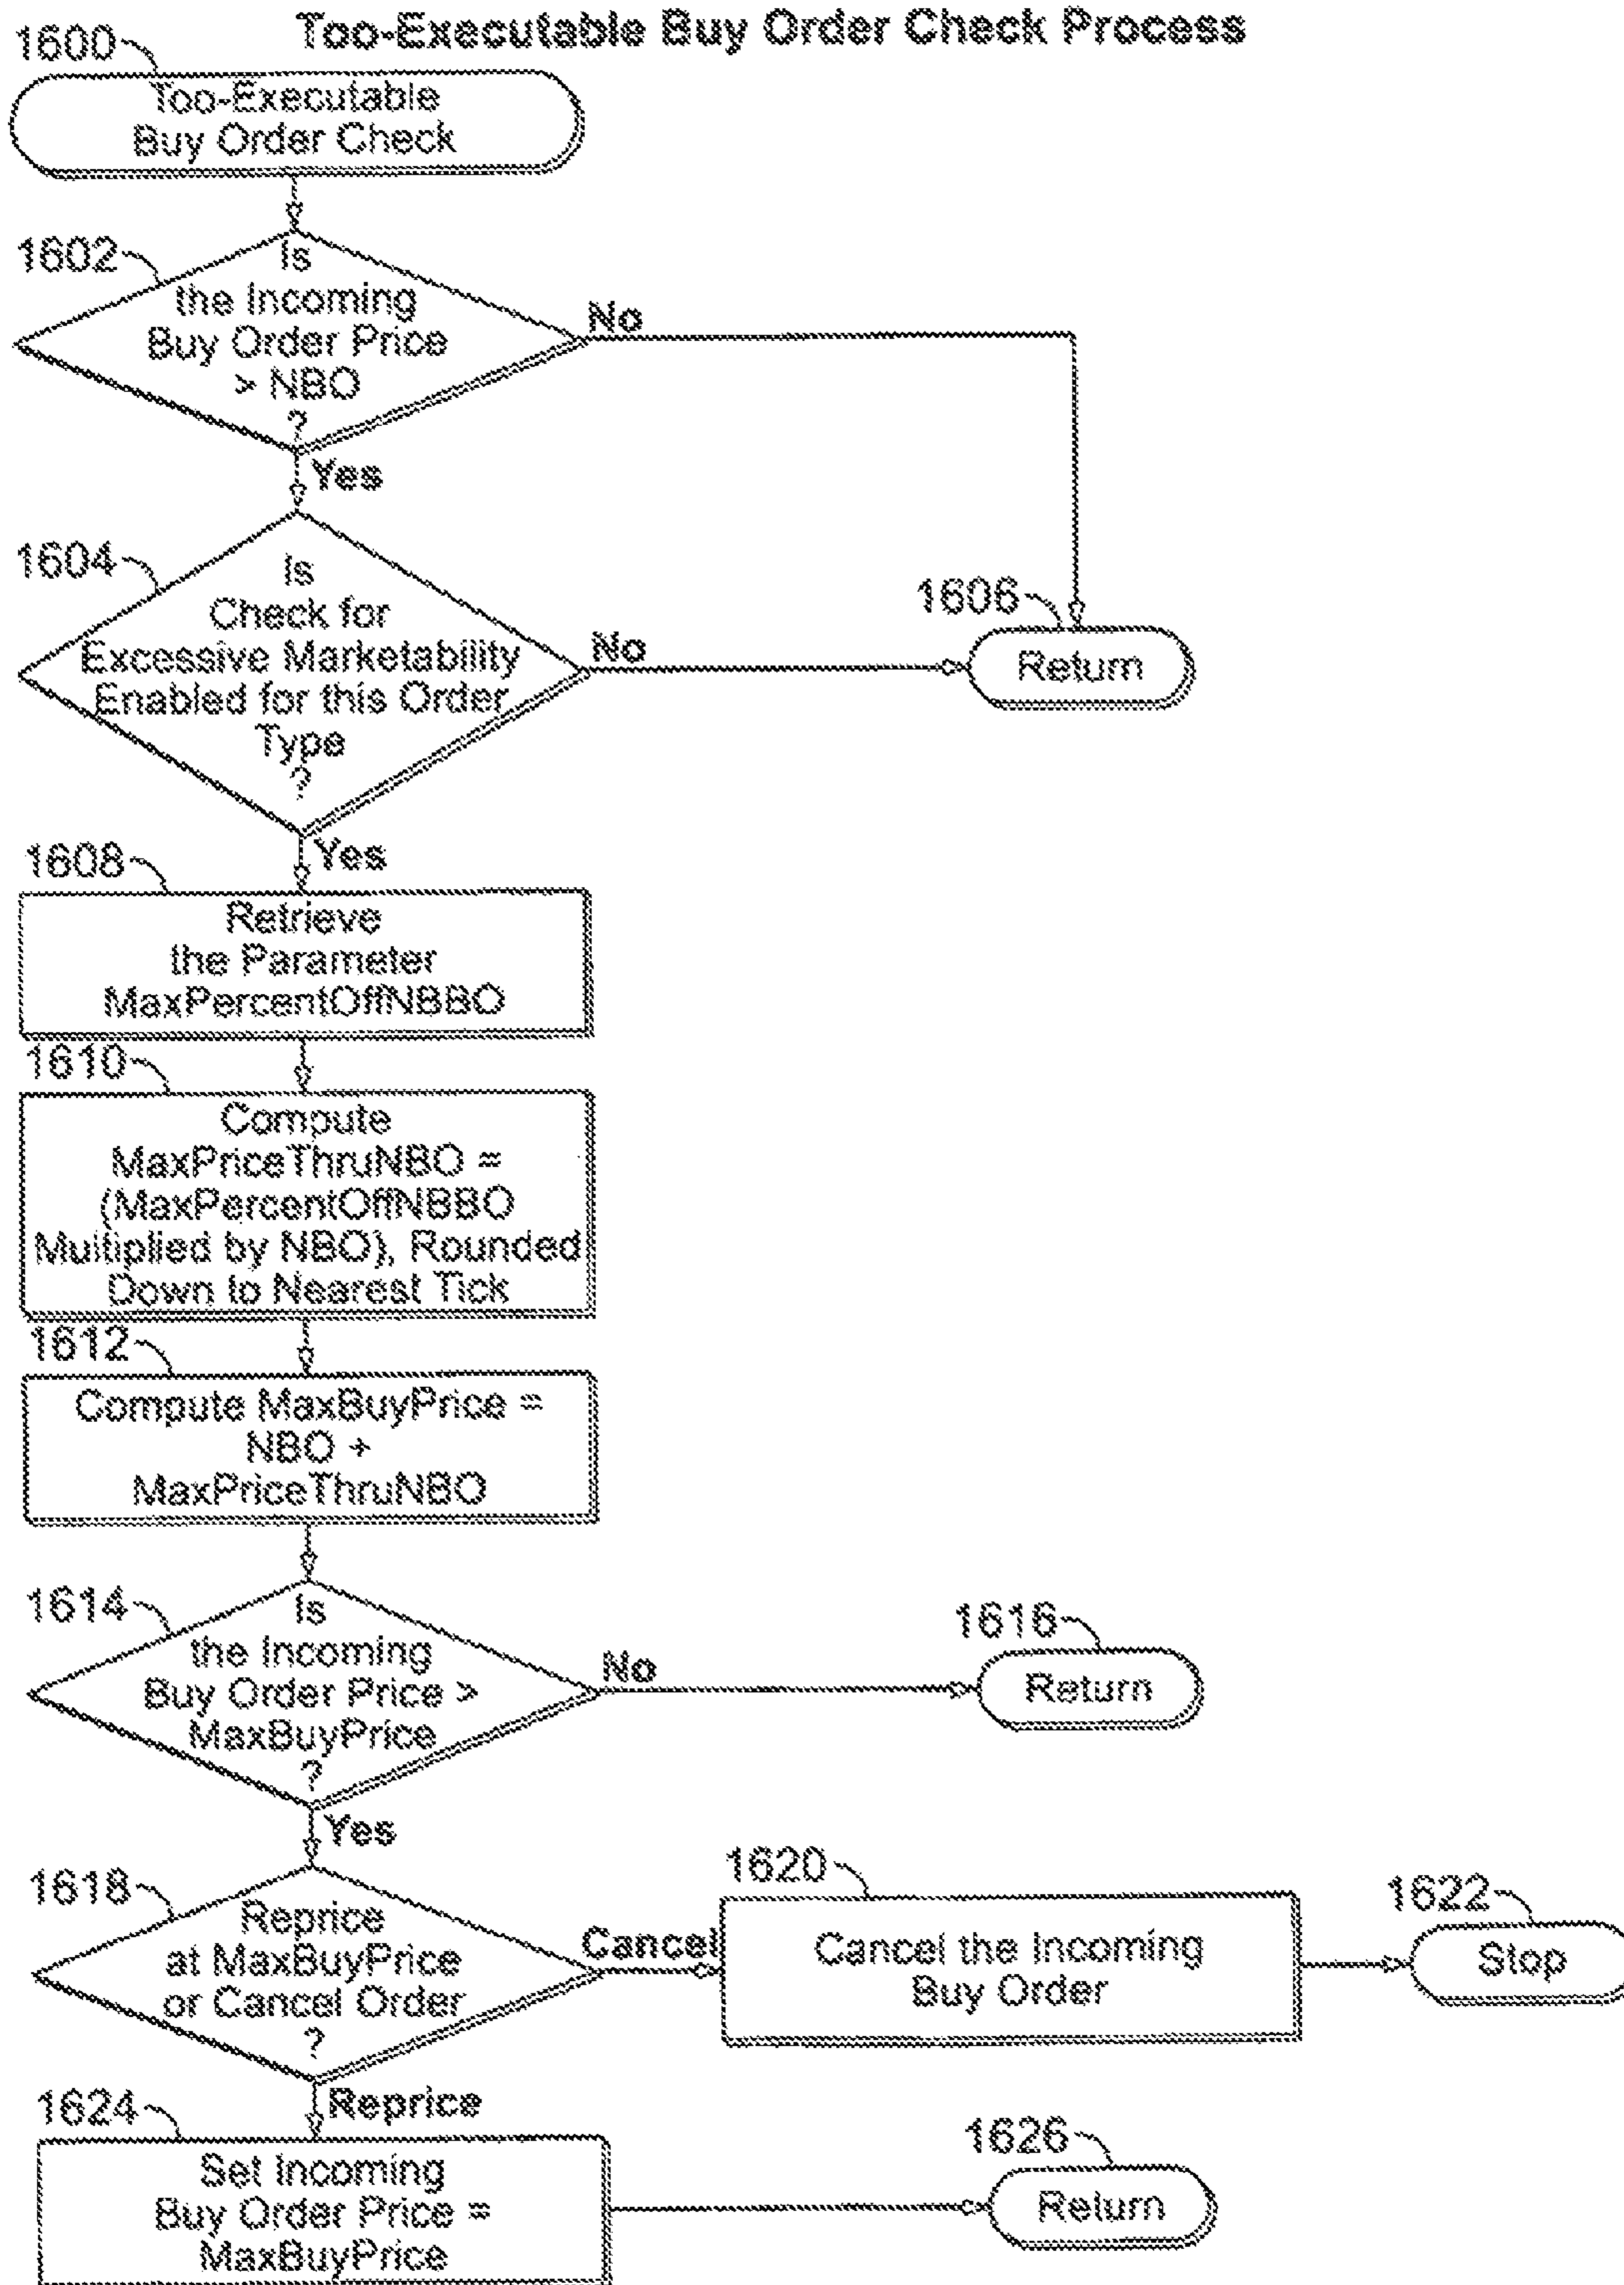 Too-Executable Buy Order Check Process
1600
Too-Executable
Buy Order Check
1602
Is
the Incoming
Buy Order Price
> NBO
?
No
Yes
1604
Is
Check for
Excessive Marketability
Enabled for this Order
Type
?
No
1606
Return
Yes
1608
Retrieve
the Parameter
MaxPercentOffNBBO
1610
Compute
MaxPriceThruNBO =
(MaxPercentOffNBBO
Multiplied by NBO), Rounded
Down to Nearest Tick
1612
Compute MaxBuyPrice =
NBO +
MaxPriceThruNBO
1614
Is
the Incoming
Buy Order Price >
MaxBuyPrice
?
No
1616
Return
Yes
1618
Reprice
at MaxBuyPrice
or Cancel Order
?
Cancel
1620
Cancel the Incoming
Buy Order
1622
Stop
Reprice
1624
Set Incoming
Buy Order Price =
MaxBuyPrice
1626
Return